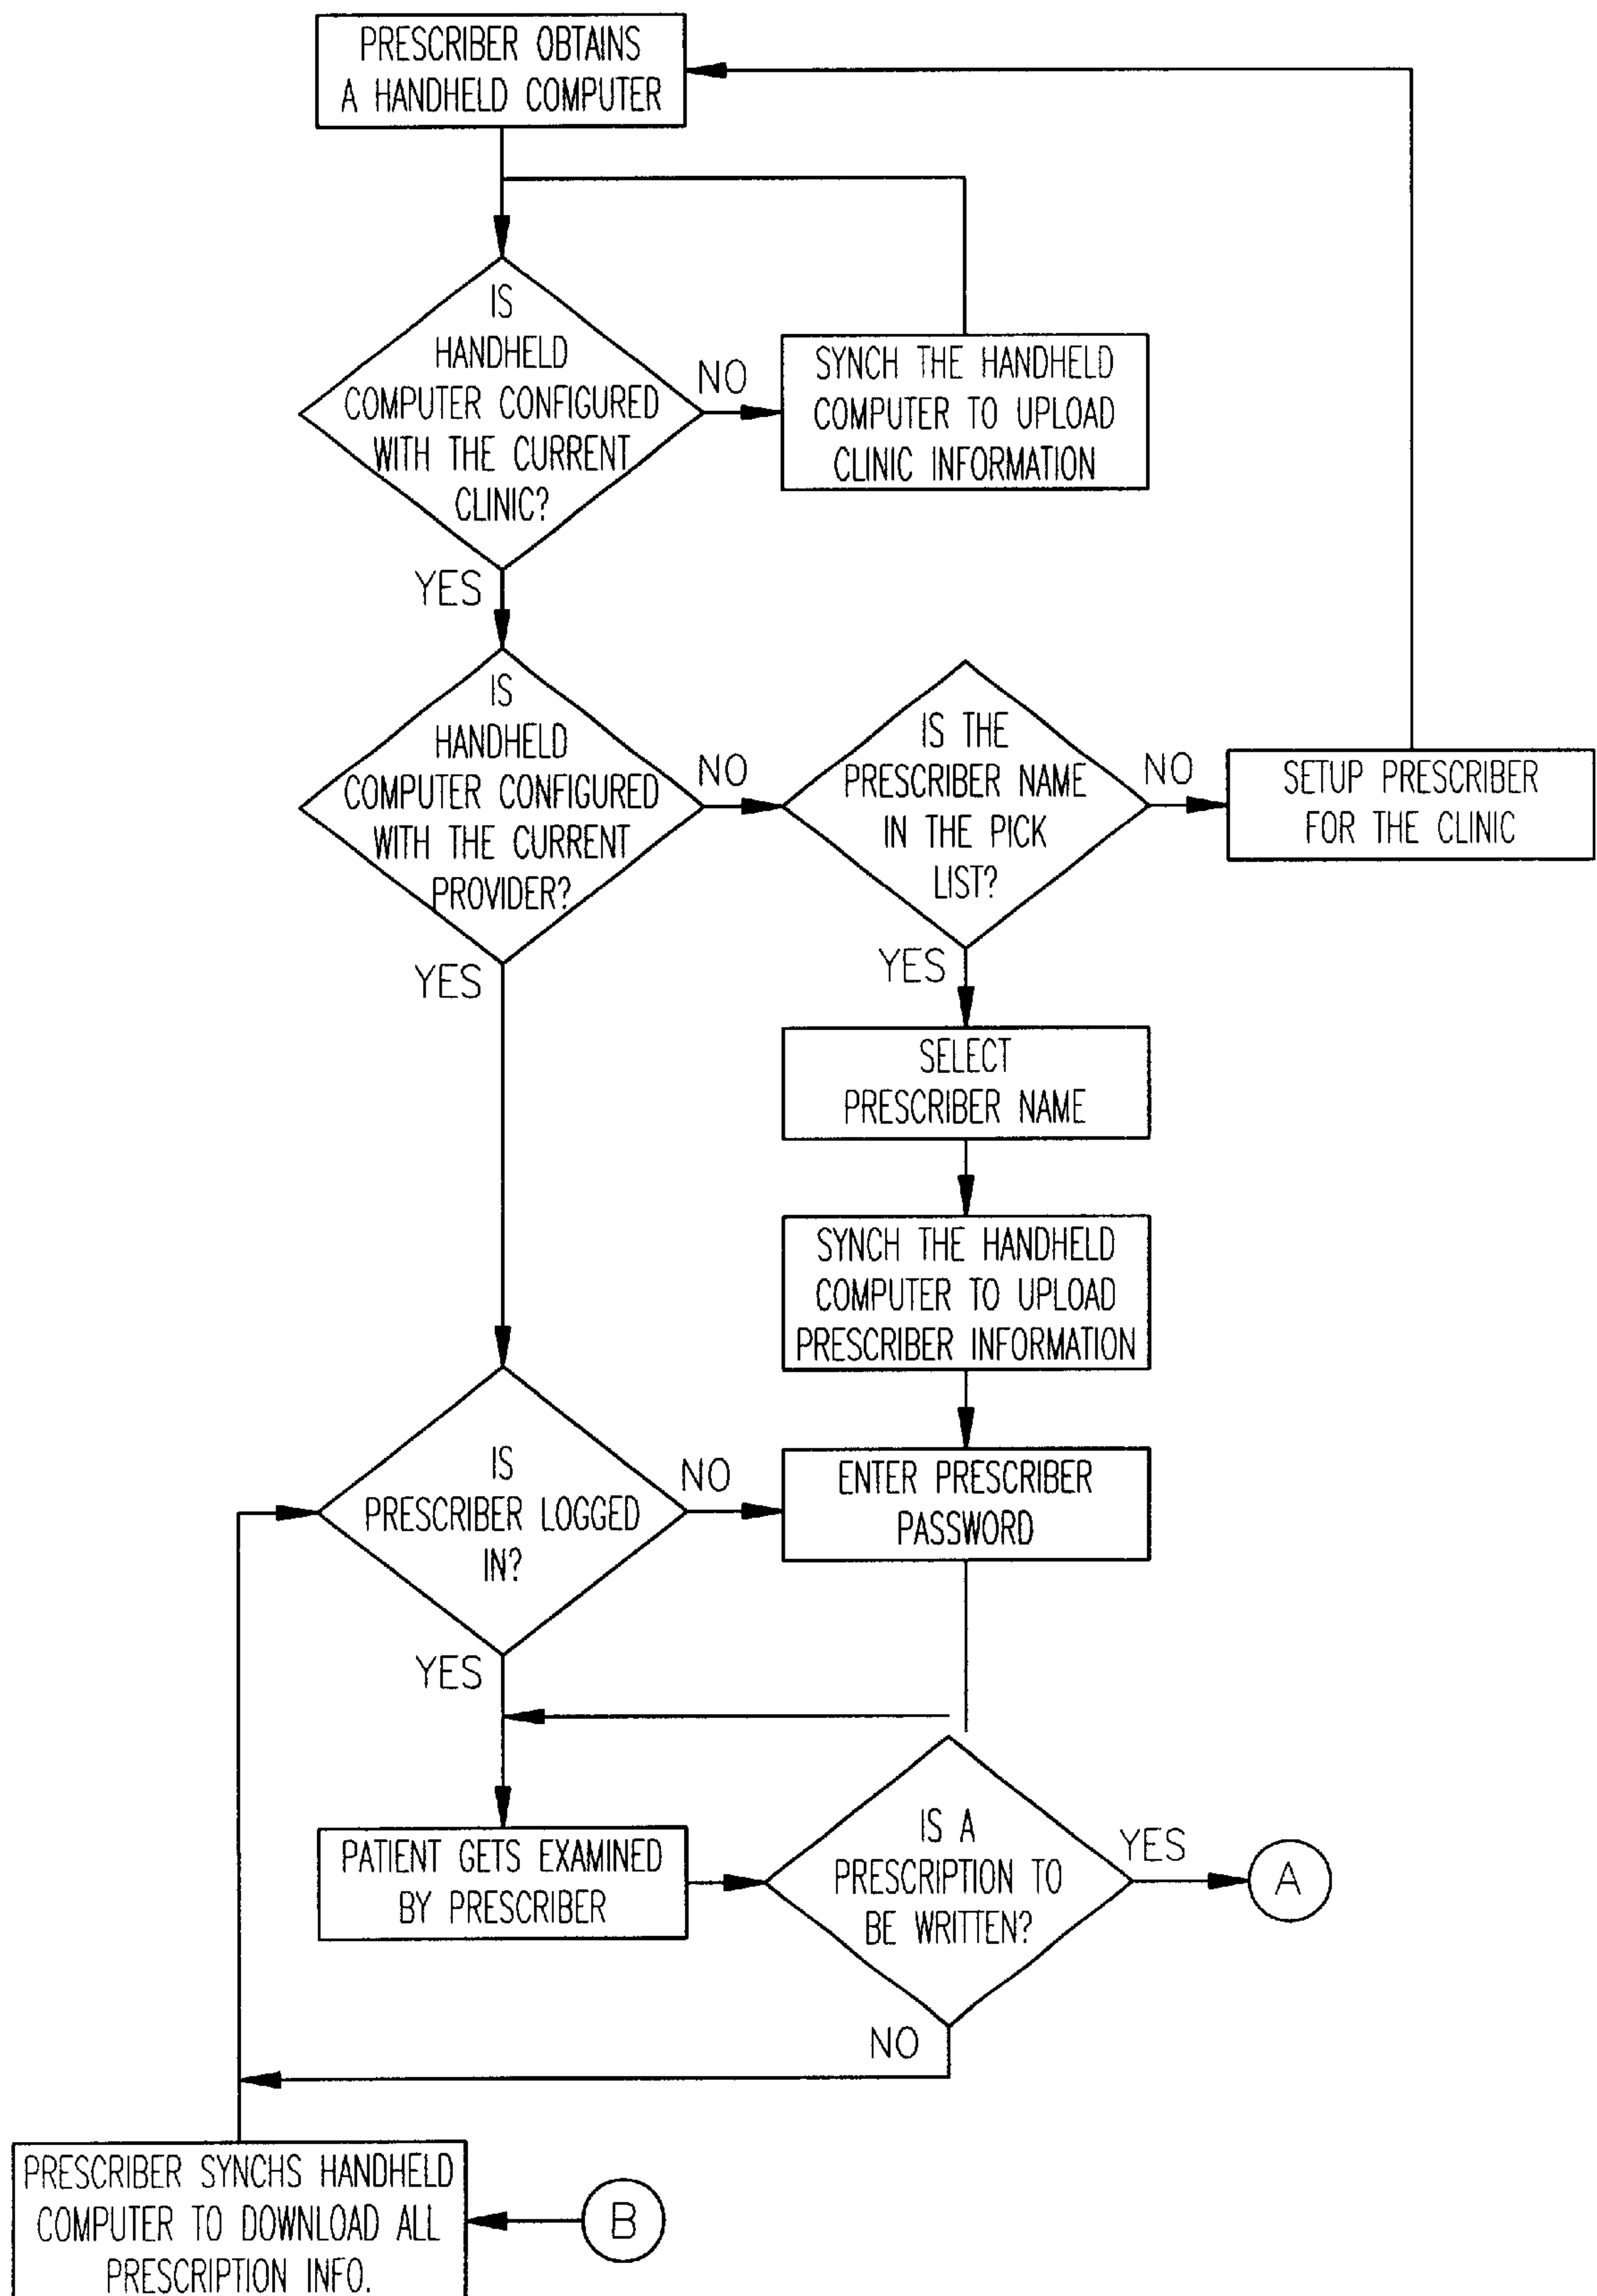 PRESCRIBER OBTAINS
A HANDHELD COMPUTER
IS
HANDHELD
COMPUTER CONFIGURED
WITH THE CURRENT
CLINIC?
NO
SYNCH THE HANDHELD
COMPUTER TO UPLOAD
CLINIC INFORMATION
YES
IS
HANDHELD
COMPUTER CONFIGURED
WITH THE CURRENT
PROVIDER?
NO
IS THE
PRESCRIBER NAME
IN THE PICK
LIST?
NO
SETUP PRESCRIBER
FOR THE CLINIC
YES
YES
SELECT
PRESCRIBER NAME
SYNCH THE HANDHELD
COMPUTER TO UPLOAD
PRESCRIBER INFORMATION
IS
PRESCRIBER LOGGED
IN?
NO
ENTER PRESCRIBER
PASSWORD
YES
PATIENT GETS EXAMINED
BY PRESCRIBER
IS A
PRESCRIPTION TO
BE WRITTEN?
YES
A
NO
PRESCRIBER SYNCHS HANDHELD
COMPUTER TO DOWNLOAD ALL
PRESCRIPTION INFO.
B